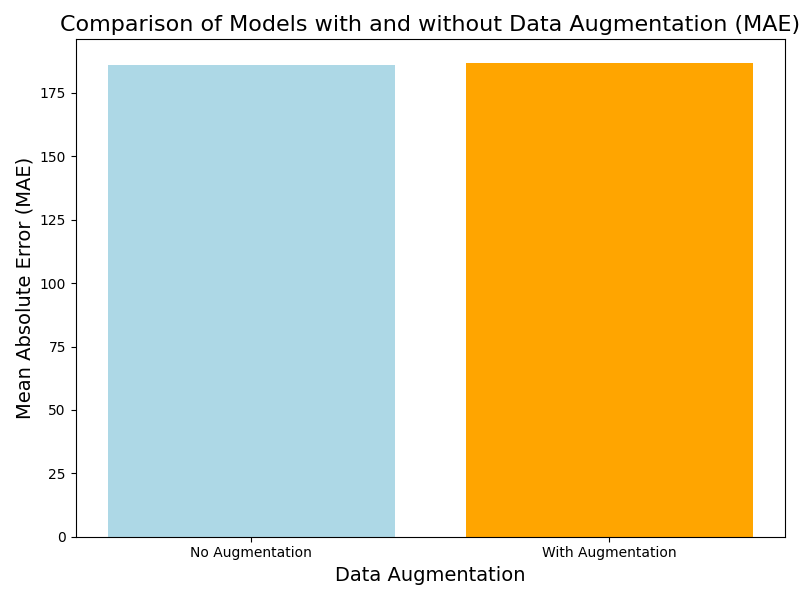 Comparison of Models with and without Data Augmentation (MAE)
Mean Absolute Error (MAE)
175
150
125
100
75
50
25
0
No Augmentation
With Augmentation
Data Augmentation